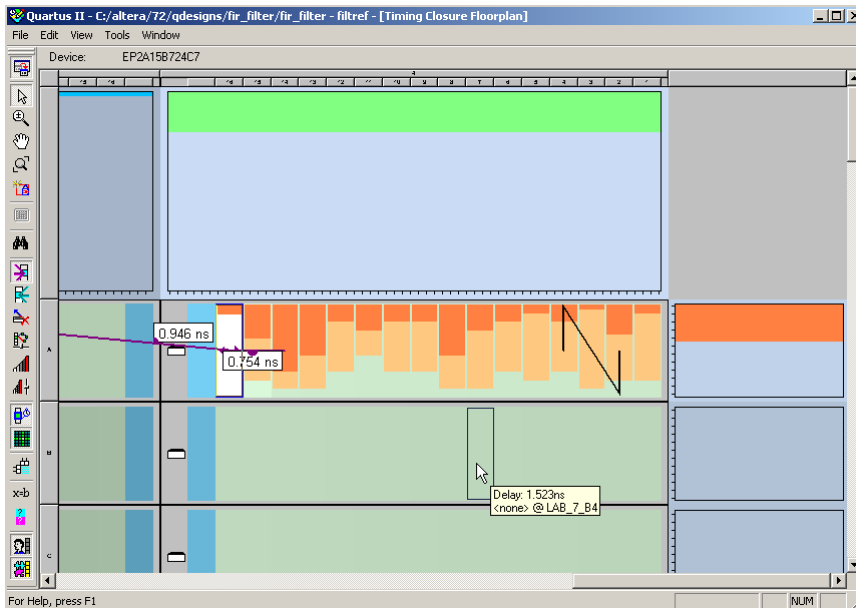 Quartus II - C:/altera/72/qdesigns/fir_filter/fir_filter - filtref - [Timing Closure Floorplan]
File Edit View Tools Window
Device: EP2A15B724C7
4
A
0.946 ns
0.754 ns
B
Delay: 1.523ns
<none> @ LAB_7_B4
x=b
C
For Help, press F1
NUM